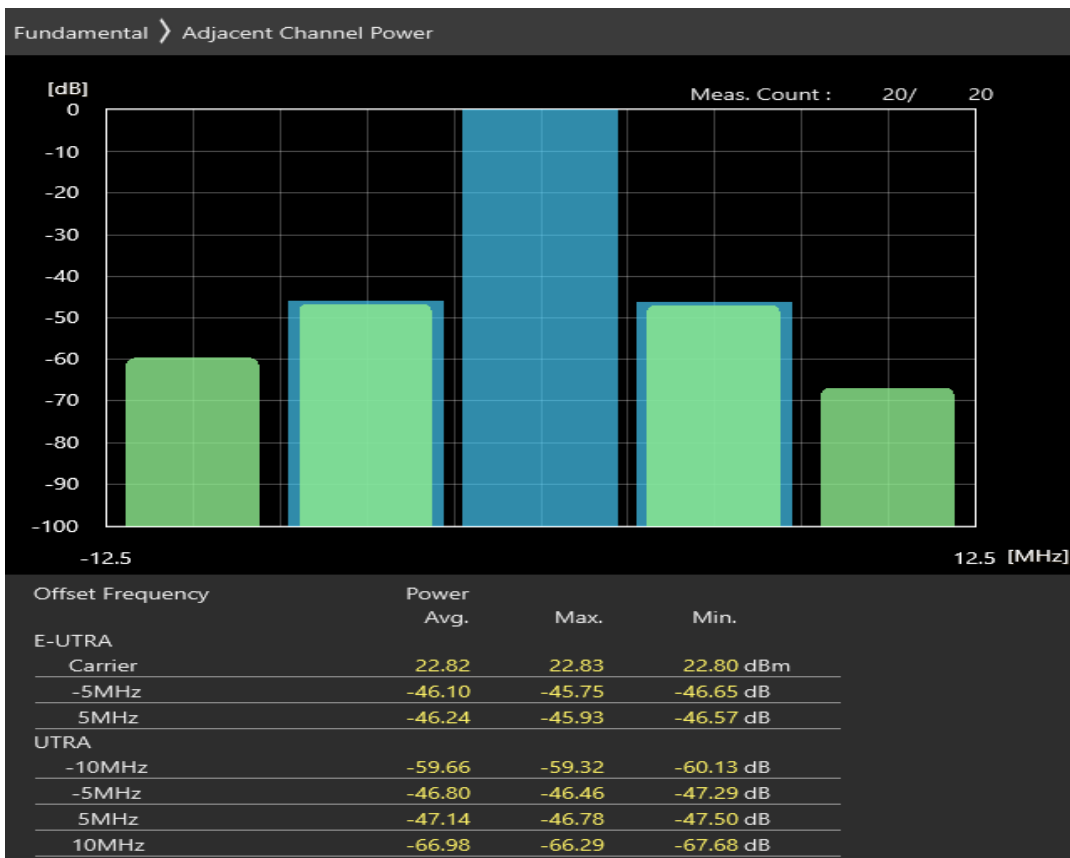 Fundamental 〉 Adjacent Channel Power
[dB]
Meas. Count : 20/ 20
0
-10
-20
-30
-40
-50
-60
-70
-80
-90
-100
-12.5 12.5 [MHz]
Offset Frequency Power
Avg. Max. Min.
E-UTRA
Carrier 22.82 22.83 22.80 dBm
-5MHz -46.10 -45.75 -46.65 dB
5MHz -46.24 -45.93 -46.57 dB
UTRA
-10MHz -59.66 -59.32 -60.13 dB
-5MHz -46.80 -46.46 -47.29 dB
5MHz -47.14 -46.78 -47.50 dB
10MHz -66.98 -66.29 -67.68 dB